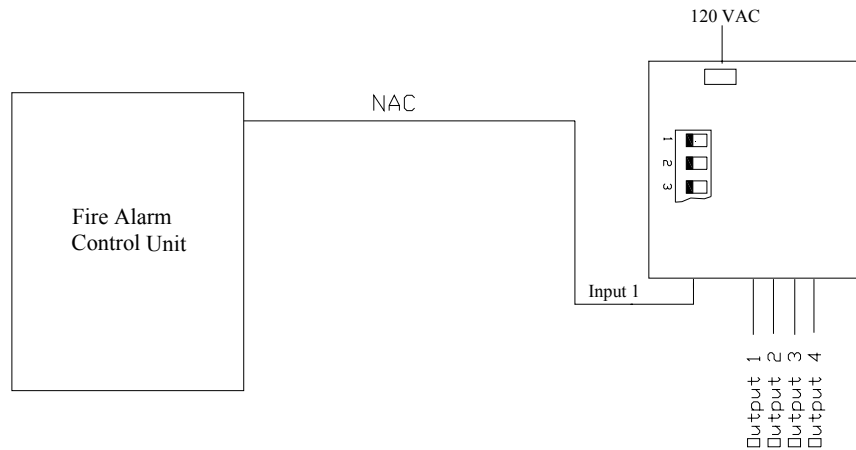 120 VAC
NAC
1
2
3
Fire Alarm
Control Unit
Input 1
Output 1
Output 2
Output 3
Output 4